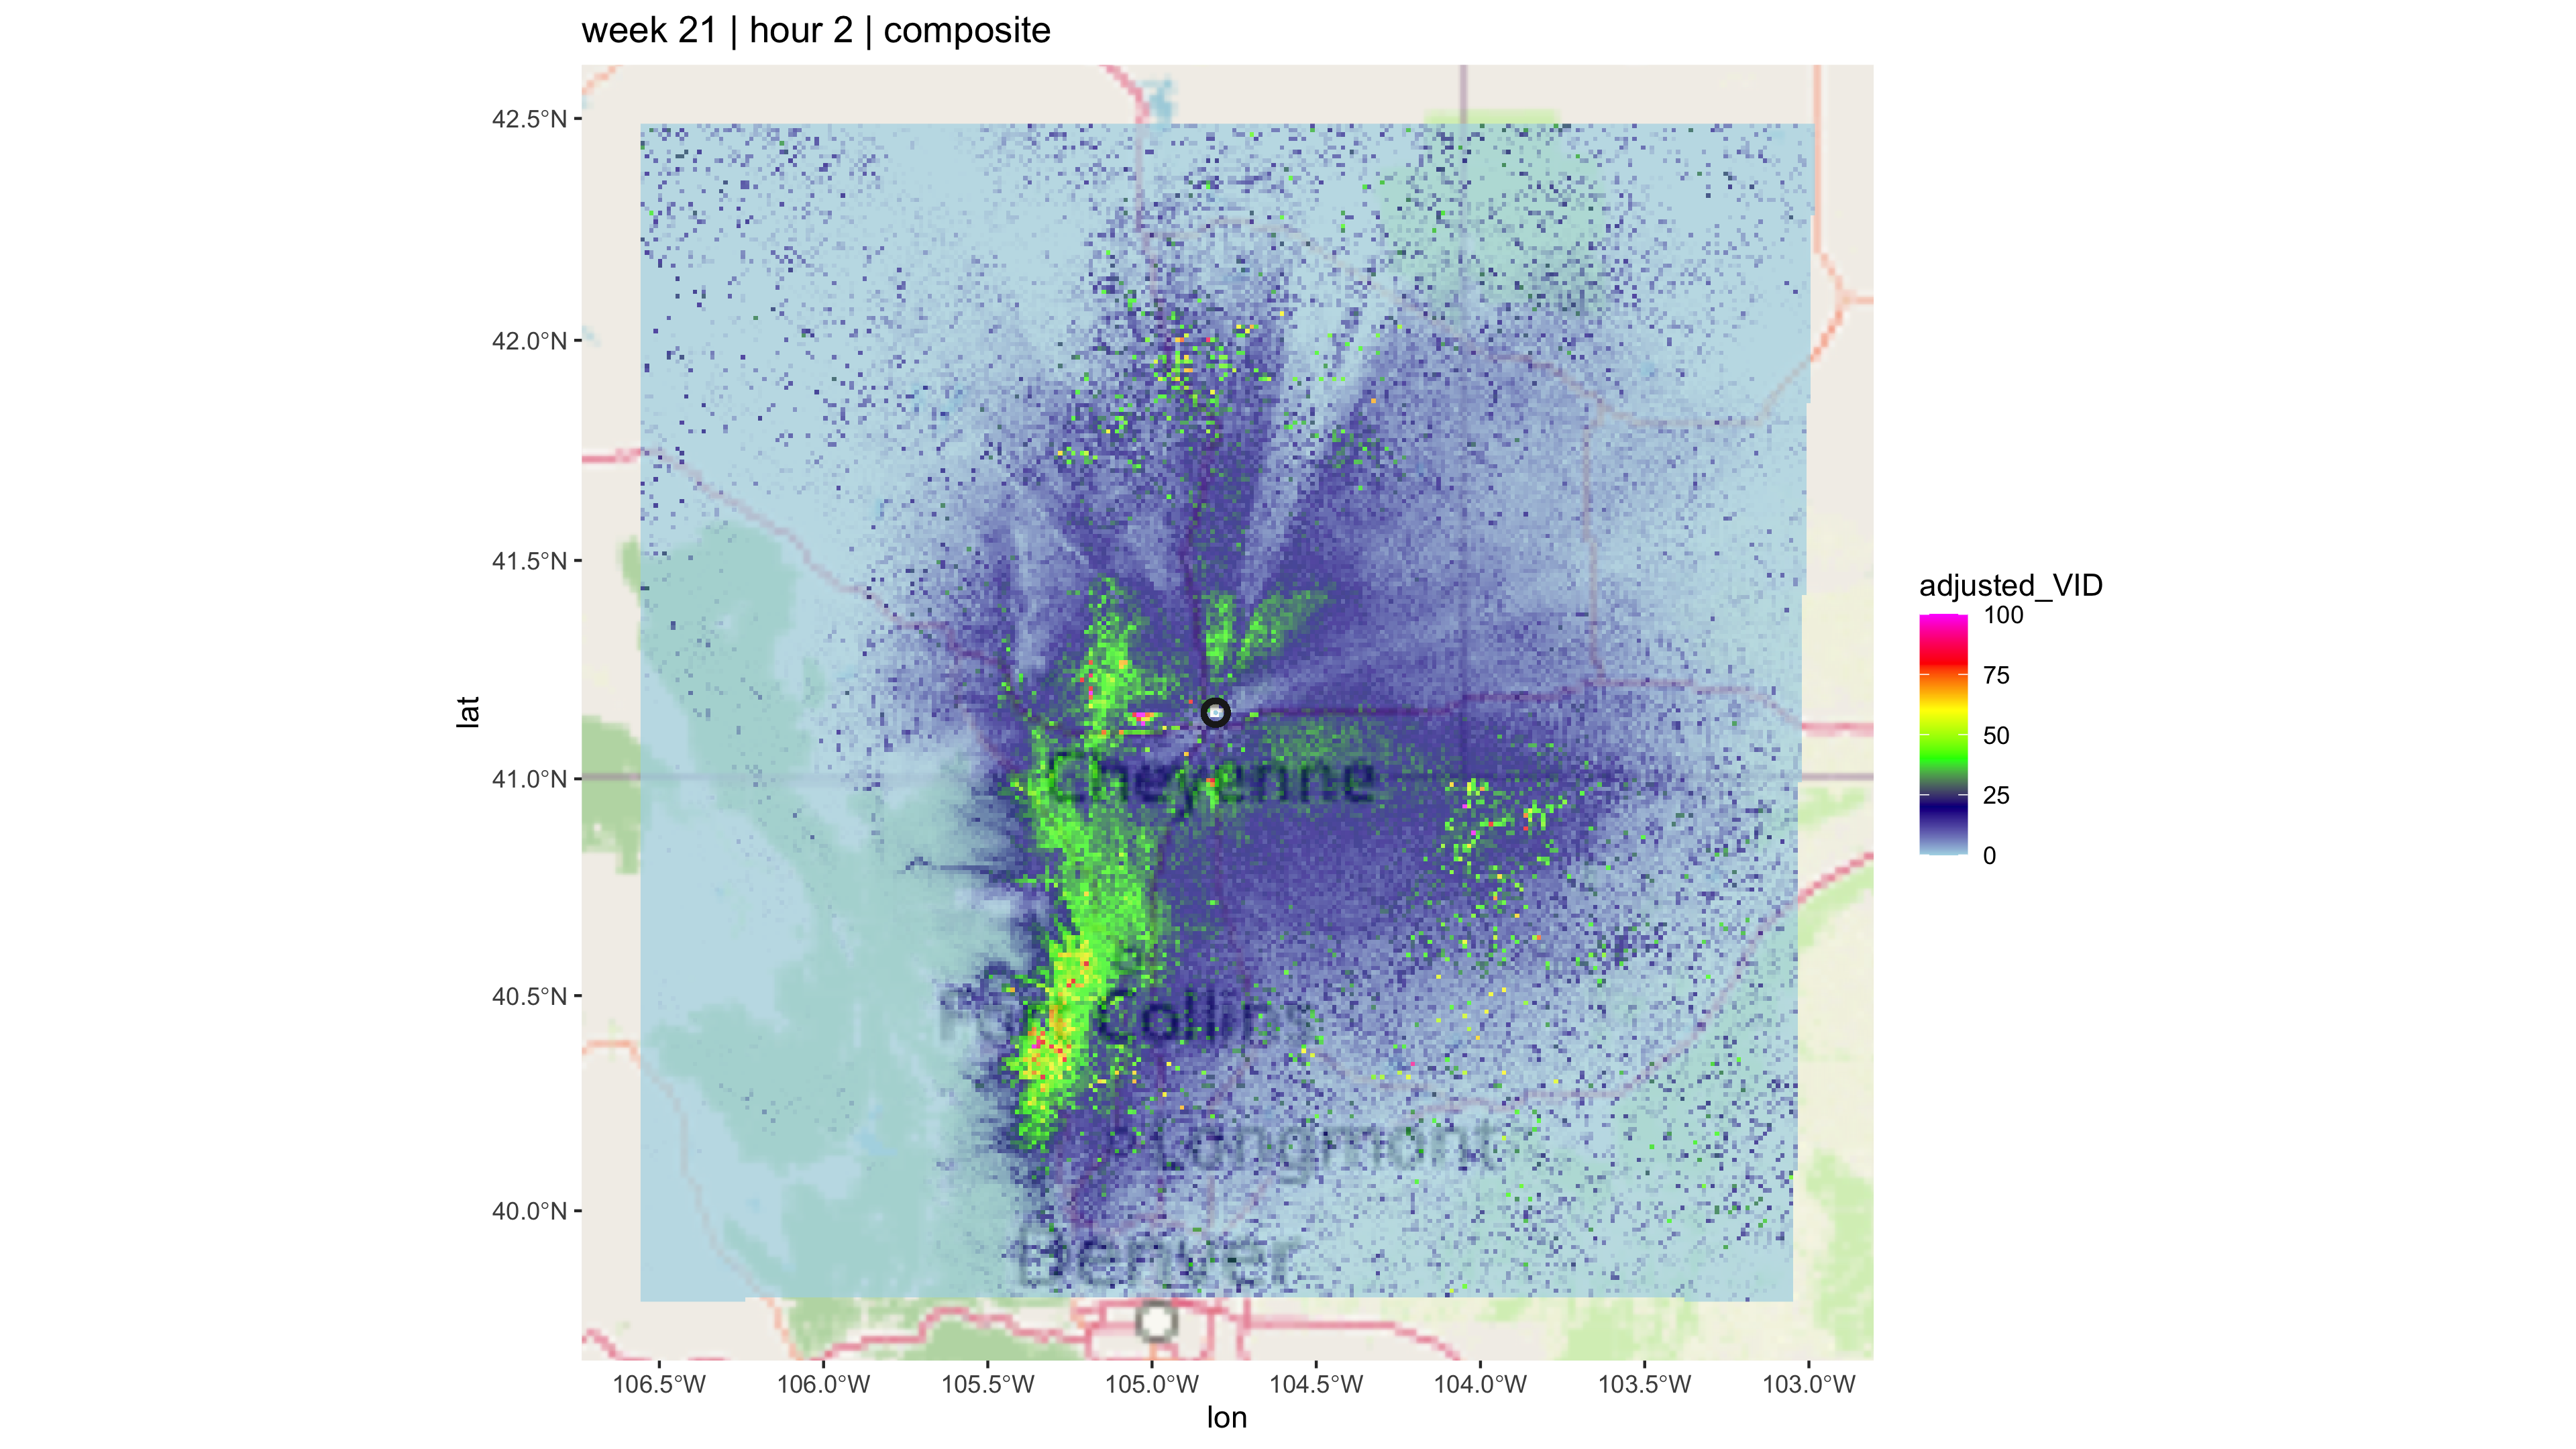 week 21 | hour 2 | composite
42.5°N
42.0°N
41.5°N
41.0°N
40.5°N
40.0°N
lat
Cheyenne
Fort Collins
Longmont
Denver
106.5°W 106.0°W 105.5°W 105.0°W 104.5°W 104.0°W 103.5°W 103.0°W
lon
adjusted_VID
100
75
50
25
0